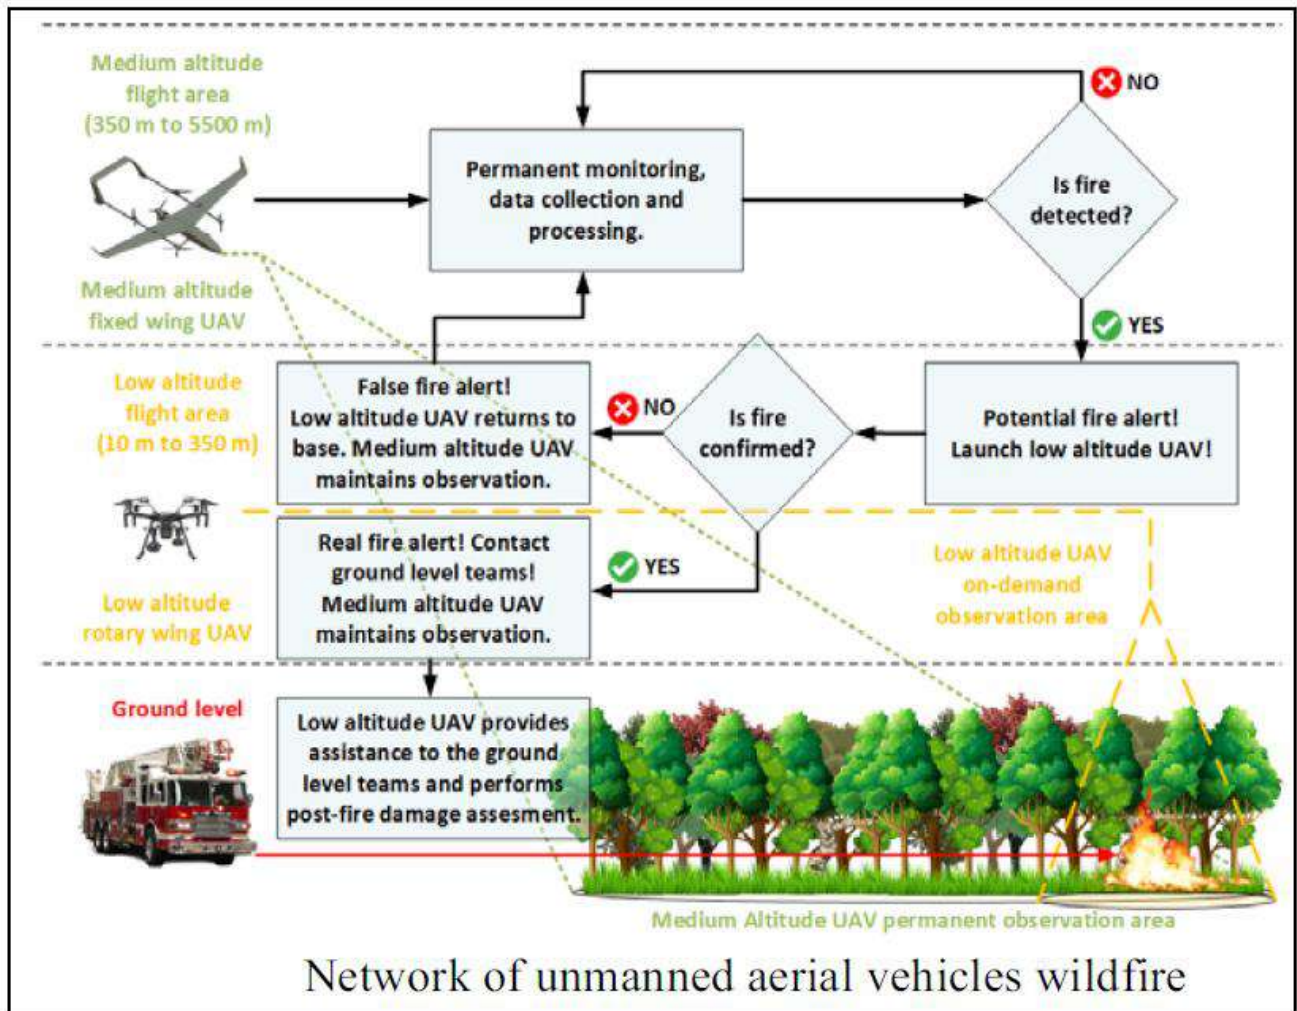 Medium altitude
flight area
(350 m to 5500 m)
Medium altitude
fixed wing UAV
Permanent monitoring,
data collection and
processing.
Is fire
detected?
NO
YES
Low altitude
flight area
(10 m to 350 m)
Low altitude
rotary wing UAV
Potential fire alert!
Launch low altitude UAV!
Is fire
confirmed?
NO
False fire alert!
Low altitude UAV returns to
base. Medium altitude UAV
maintains observation.
YES
Real fire alert! Contact
ground level teams!
Medium altitude UAV
maintains observation.
Low altitude UAV
on-demand
observation area
Ground level
Low altitude UAV provides
assistance to the ground
level teams and performs
post-fire damage assesment.
Medium Altitude UAV permanent observation area
Network of unmanned aerial vehicles wildfire